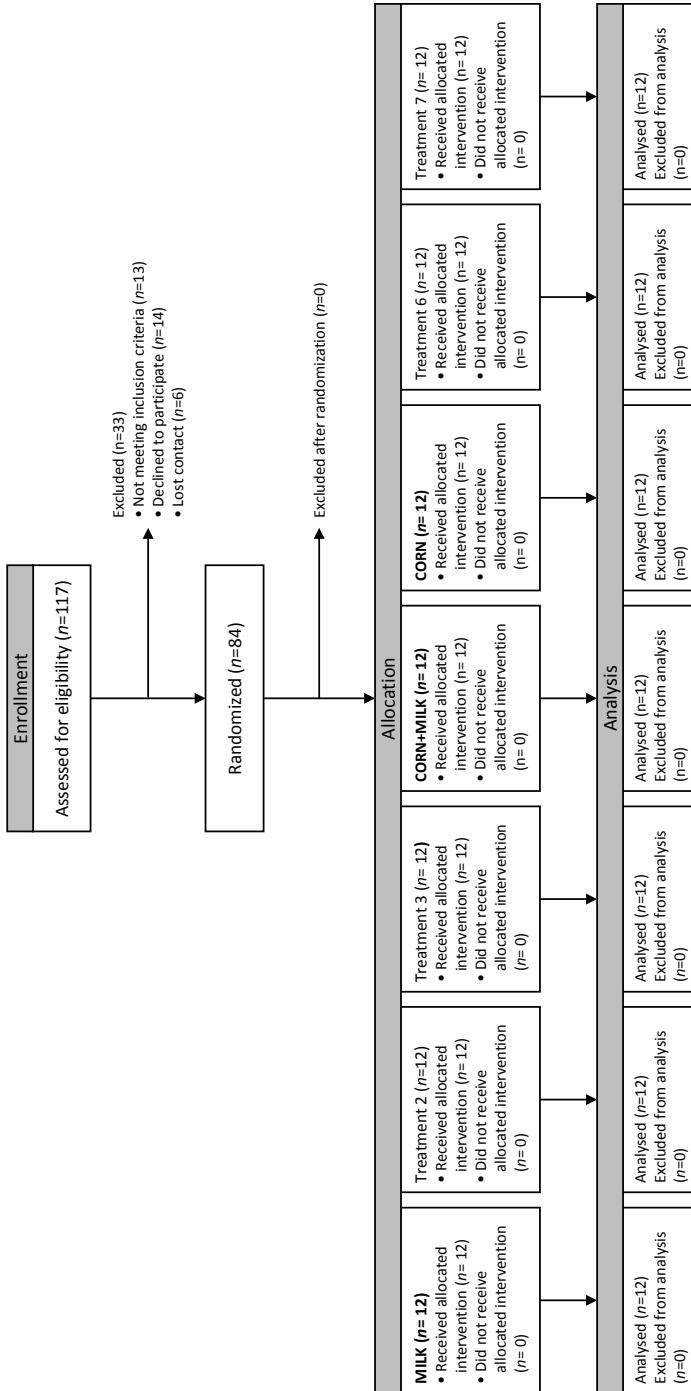 Enrollment
Assessed for eligibility (n=117)
Excluded (n=33)
• Not meeting inclusion criteria (n=13)
• Declined to participate (n=14)
• Lost contact (n=6)
Randomized (n=84)
Excluded after randomization (n=0)
Allocation
MILK (n= 12)
• Received allocated
intervention (n= 12)
• Did not receive
allocated intervention
(n= 0)
Treatment 2 (n=12)
• Received allocated
intervention (n= 12)
• Did not receive
allocated intervention
(n= 0)
Treatment 3 (n= 12)
• Received allocated
intervention (n= 12)
• Did not receive
allocated intervention
(n= 0)
CORN+MILK (n= 12)
• Received allocated
intervention (n= 12)
• Did not receive
allocated intervention
(n= 0)
CORN (n= 12)
• Received allocated
intervention (n= 12)
• Did not receive
allocated intervention
(n= 0)
Treatment 6 (n= 12)
• Received allocated
intervention (n= 12)
• Did not receive
allocated intervention
(n= 0)
Treatment 7 (n= 12)
• Received allocated
intervention (n= 12)
• Did not receive
allocated intervention
(n= 0)
Analysis
Analysed (n=12)
Excluded from analysis
(n=0)
Analysed (n=12)
Excluded from analysis
(n=0)
Analysed (n=12)
Excluded from analysis
(n=0)
Analysed (n=12)
Excluded from analysis
(n=0)
Analysed (n=12)
Excluded from analysis
(n=0)
Analysed (n=12)
Excluded from analysis
(n=0)
Analysed (n=12)
Excluded from analysis
(n=0)